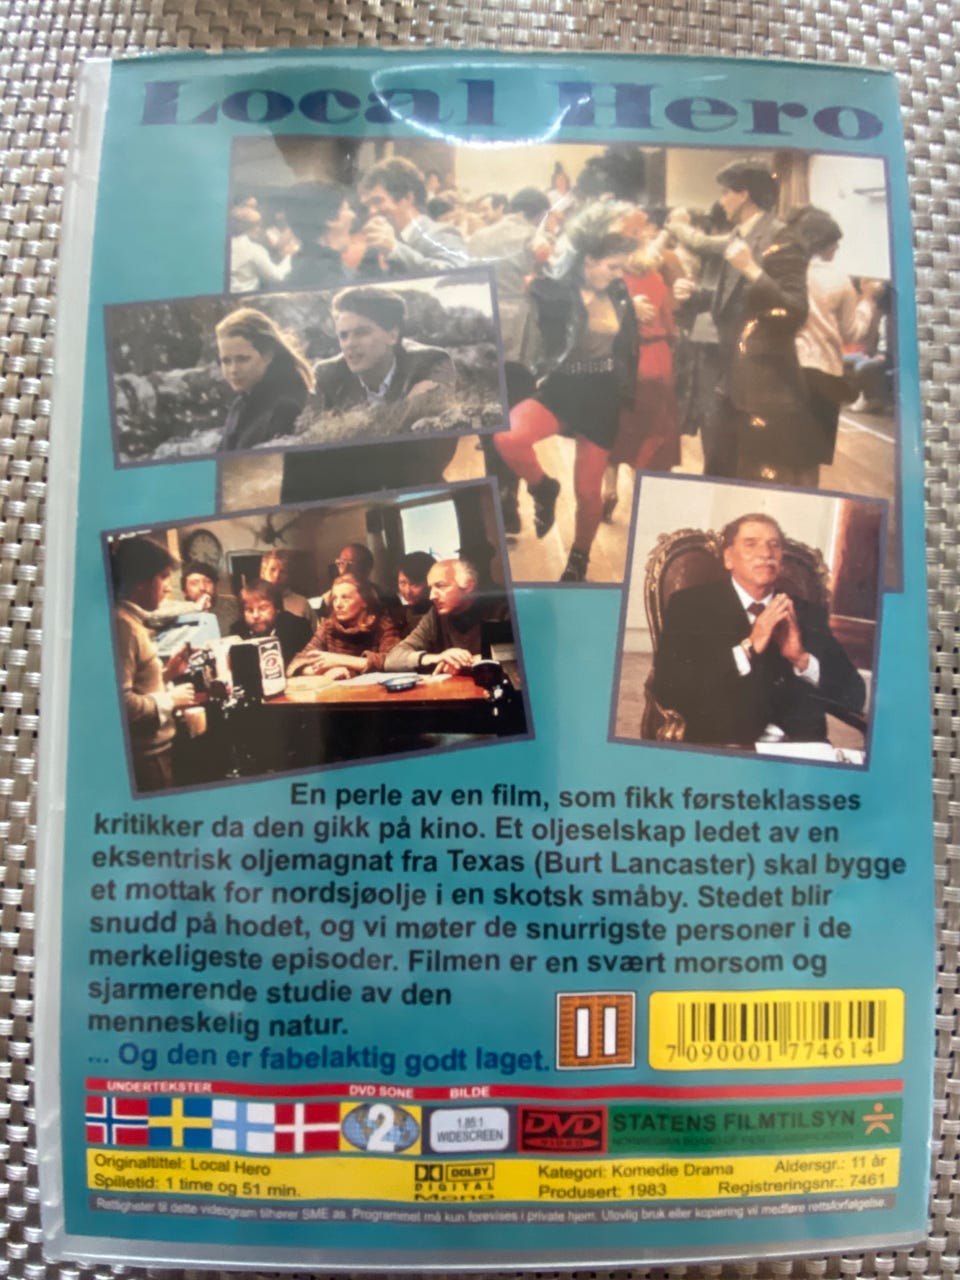 Local Hero
En perle av en film, som fikk førsteklasses
kritikker da den gikk på kino. Et oljeselskap ledet av en
eksentrisk oljemagnat fra Texas (Burt Lancaster) skal bygge
et mottak for nordsjøolje i en skotsk småby. Stedet blir
snudd på hodet, og vi møter de snurrigste personer i de
merkeligeste episoder. Filmen er en svært morsom og
sjarmerende studie av den
menneskelig natur.
... Og den er fabelaktig godt laget.
11
7 090001 774614
UNDERTEKSTER DVD SONE BILDE
2
1.85:1
WIDESCREEN
DVD
VIDEO
STATENS FILMTILSYN
NORWEGIAN BOARD OF FILM CLASSIFICATION
Originaltittel: Local Hero
Spilletid: 1 time og 51 min.
DOLBY
DIGITAL
Mono
Kategori: Komedie Drama
Produsert: 1983
Aldersgr.: 11 år
Registreringsnr.: 7461
Rettigheter til dette videogram tilhører SME as. Programmet må kun forevises i private hjem. Ulovlig bruk eller kopiering vil medføre rettsforfølgelse.